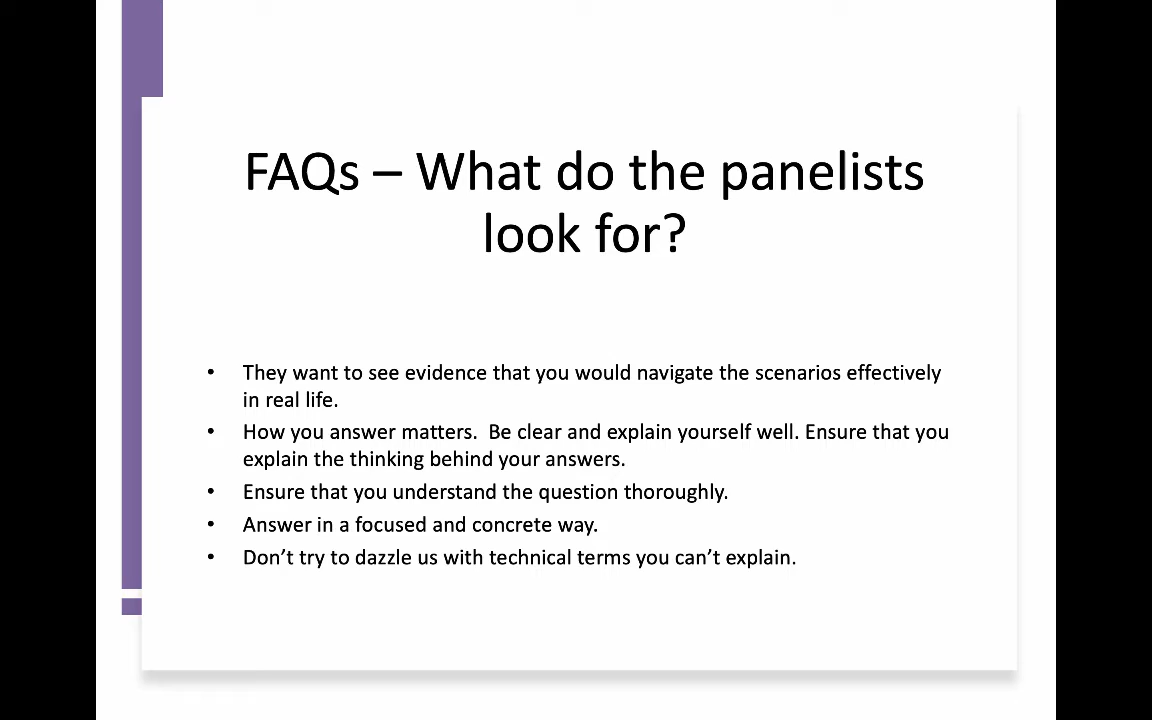 FAQs – What do the panelists
look for?
• They want to see evidence that you would navigate the scenarios effectively
in real life.
• How you answer matters.  Be clear and explain yourself well. Ensure that you
explain the thinking behind your answers.
• Ensure that you understand the question thoroughly.
• Answer in a focused and concrete way.
• Don’t try to dazzle us with technical terms you can’t explain.